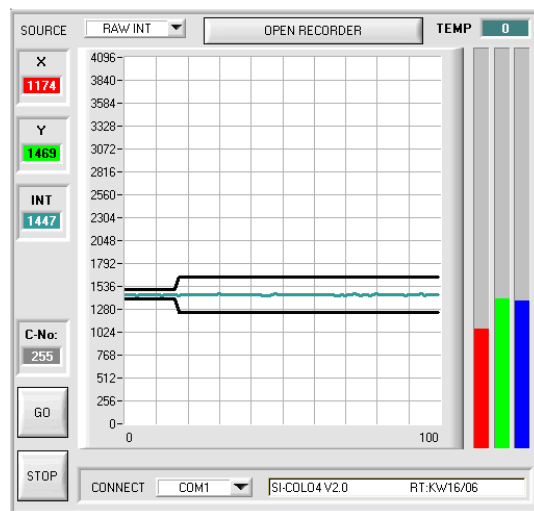 SOURCE RAW INT OPEN RECORDER TEMP 0
X
1174
Y
1469
INT
1447
C-No:
255
GO
STOP
4096
3840
3584
3328
3072
2816
2560
2304
2048
1792
1536
1280
1024
768
512
256
0
0 100
CONNECT COM1 SI-COLO4 V2.0 RT:KW16/06